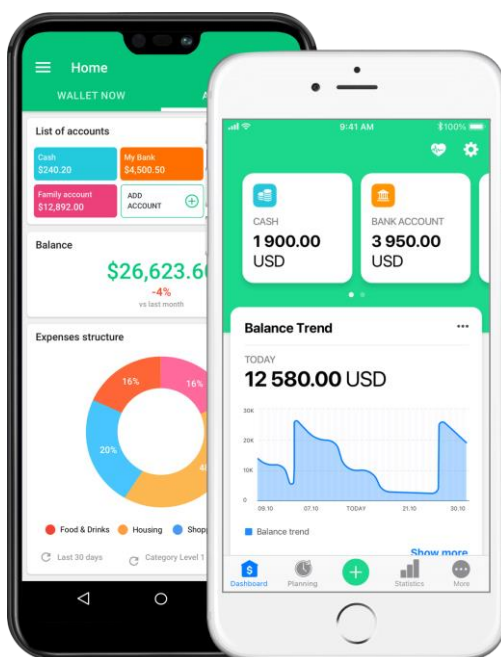 Home
WALLET NOW
List of accounts
Cash
$240.20
My Bank
$4,500.50
Family account
$12,892.00
ADD
ACCOUNT
Balance
$26,623.6
-4%
vs last month
Expenses structure
16%
16%
20%
Food & Drinks
Housing
Last 30 days
Category Level 1
9:41 AM
100%
CASH
1 900.00
USD
BANK ACCOUNT
3 950.00
USD
Balance Trend
TODAY
12 580.00 USD
30K
20K
10K
0
09.10
07.10
TODAY
21.10
30.10
Balance trend
Show more
Dashboard
Planning
Statistics
More